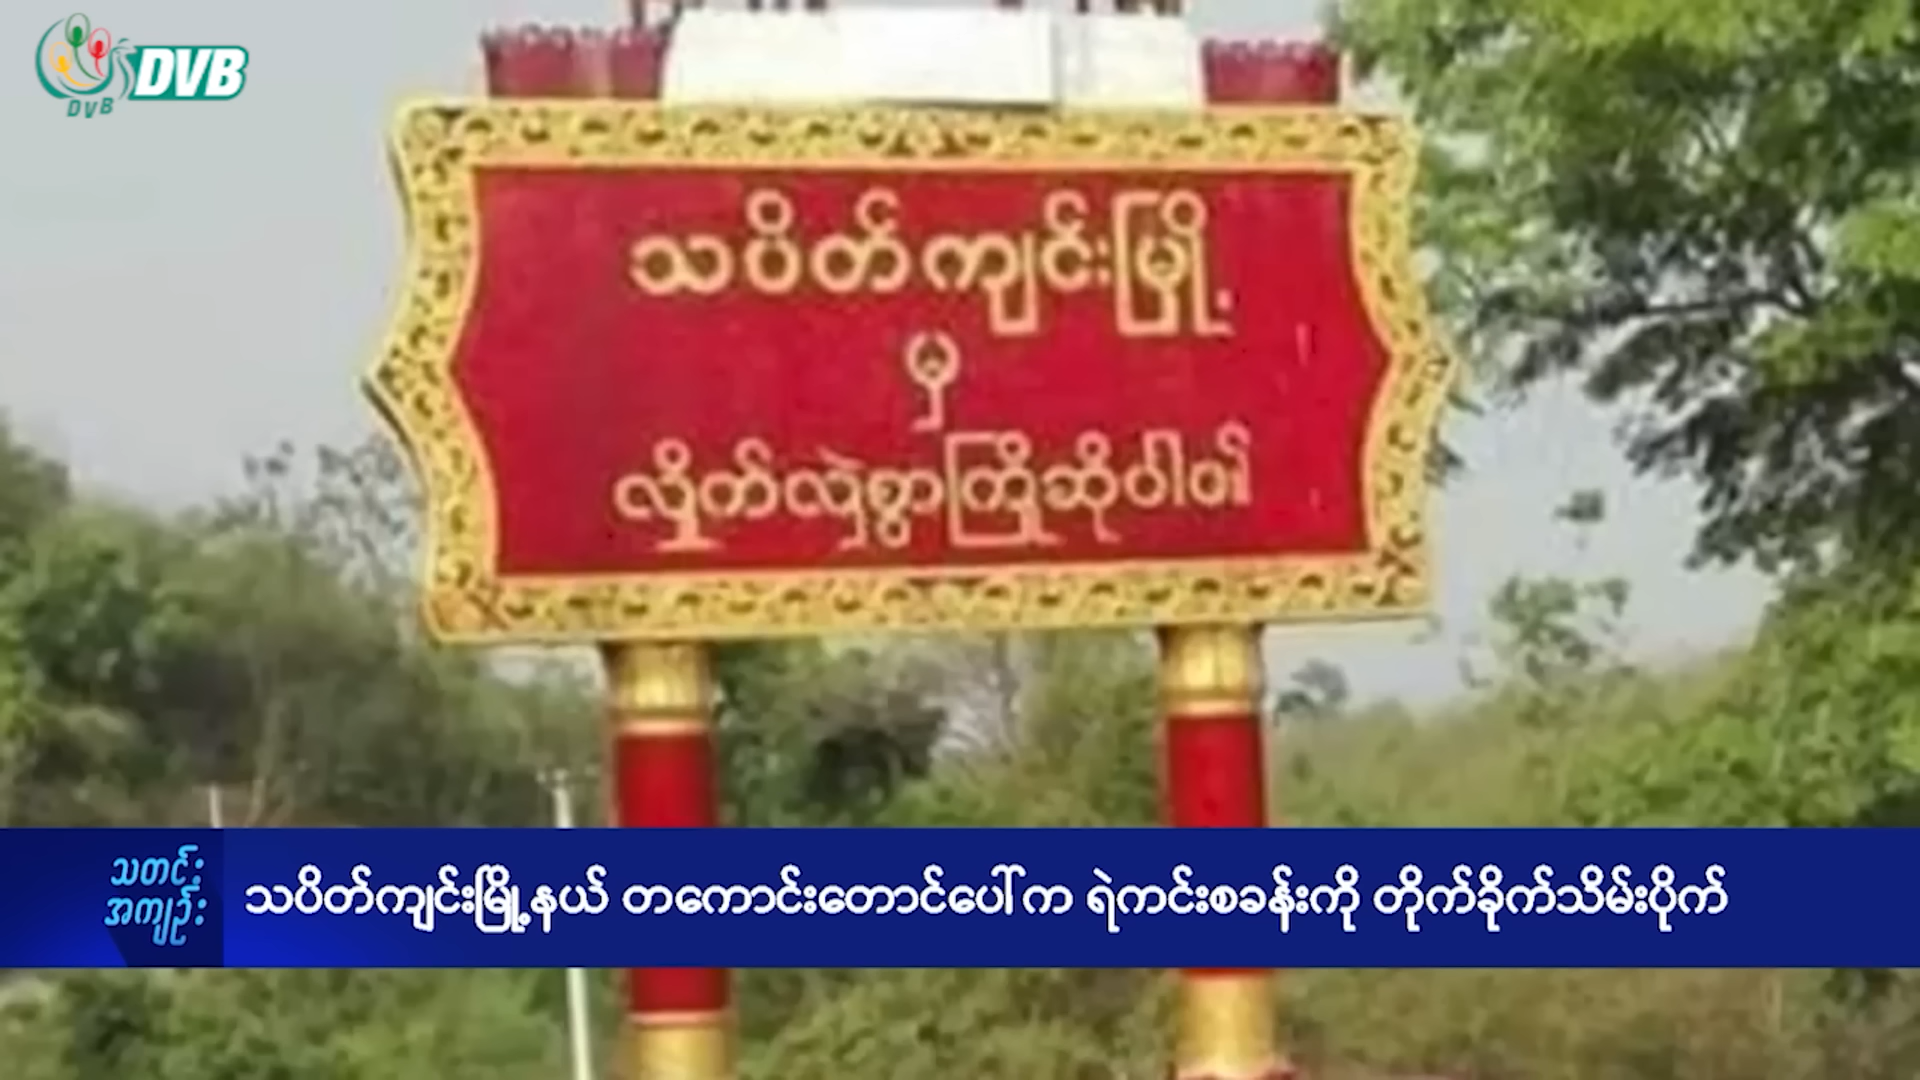 DVB
DVB
သပိတ်ကျင်းမြို့
မှ
လှိုက်လှဲစွာကြိုဆိုပါ၏
သတင်း
အကျဉ်း
သပိတ်ကျင်းမြို့နယ် တကောင်းတောင်ပေါ်က ရဲကင်းစခန်းကို တိုက်ခိုက်သိမ်းပိုက်